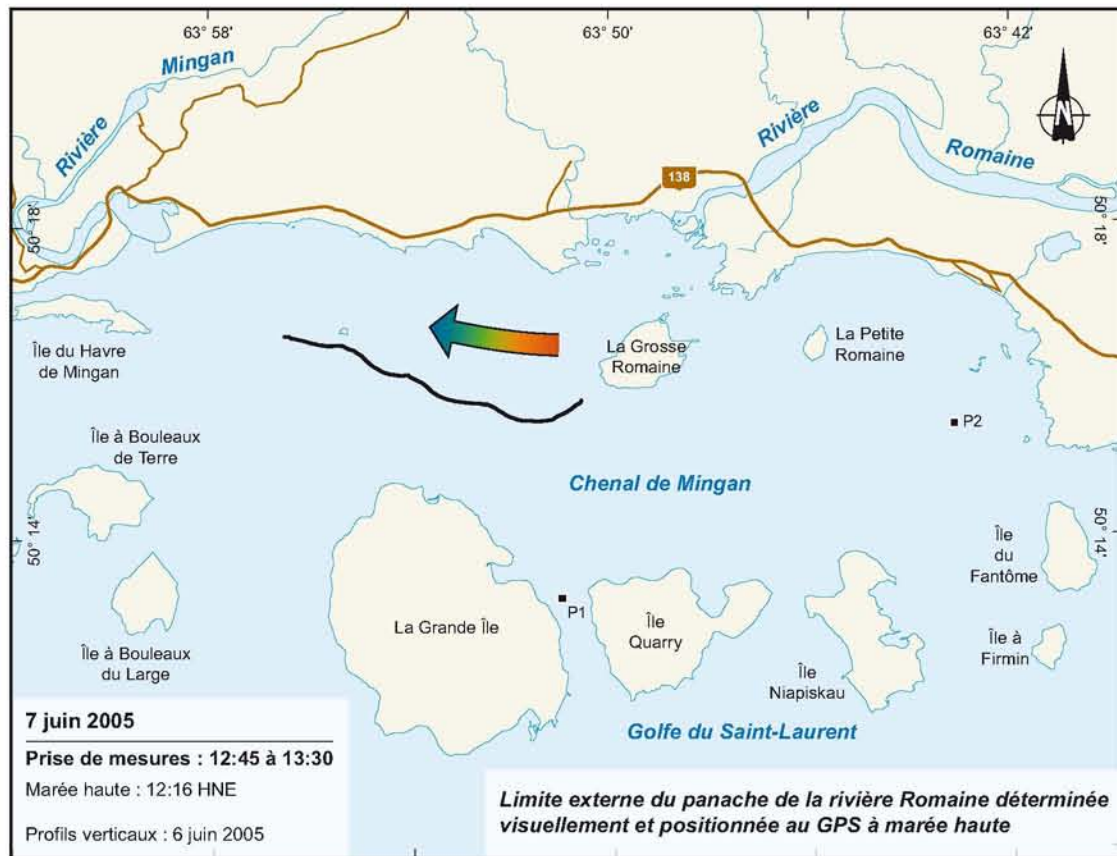 63° 58'
63° 50'
63° 42'
Rivière
Mingan
Rivière
Romaine
N
138
50° 18'
50° 18'
Île du Havre
de Mingan
La Grosse
Romaine
La Petite
Romaine
P2
Île à Bouleaux
de Terre
Chenal de Mingan
50° 14'
50° 14'
Île
du
Fantôme
P1
La Grande Île
Île
Quarry
Île à
Firmin
Île à Bouleaux
du Large
Île
Niapiskau
Golfe du Saint-Laurent
7 juin 2005
Prise de mesures : 12:45 à 13:30
Marée haute : 12:16 HNE
Profils verticaux : 6 juin 2005
Limite externe du panache de la rivière Romaine déterminée
visuellement et positionnée au GPS à marée haute